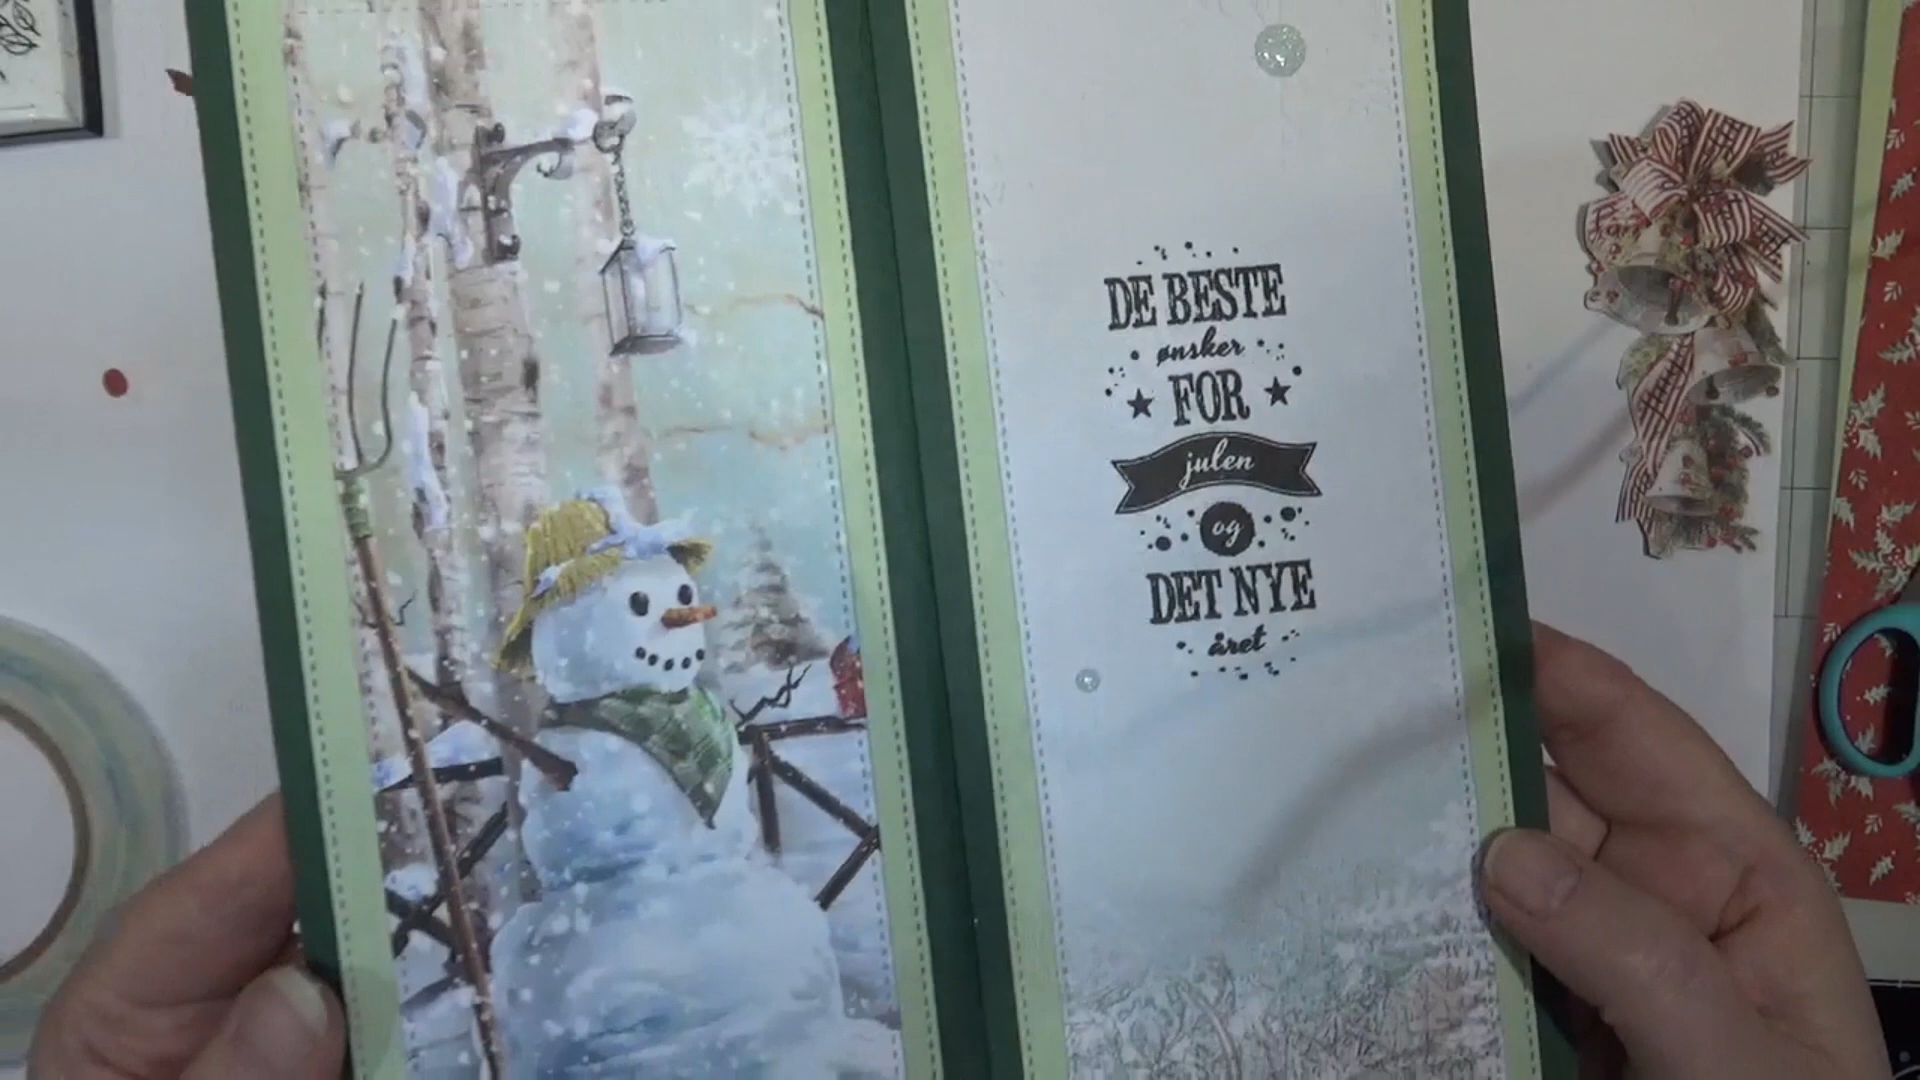 DE BESTE
ønsker
FOR
julen
og
DET NYE
året